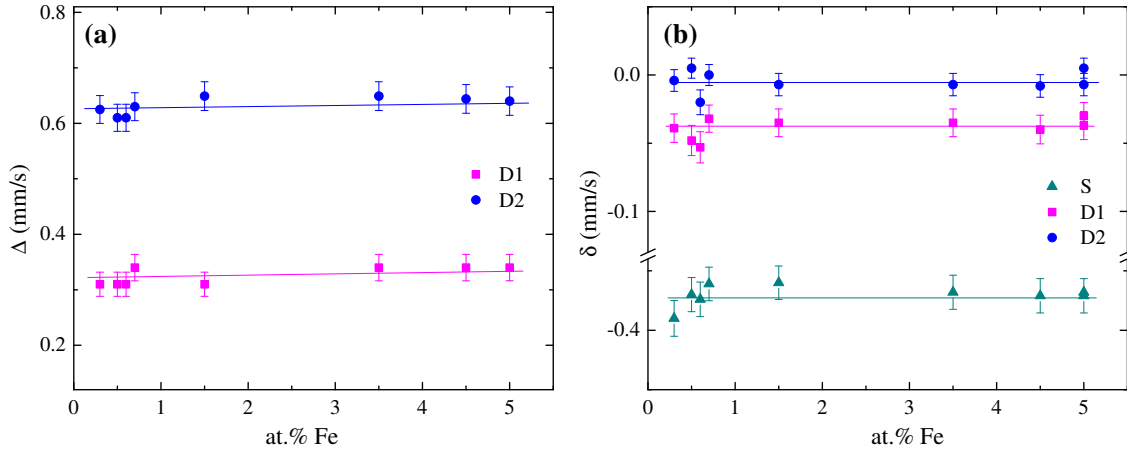 (a)
0.8
0.6
0.4
0.2
Δ (mm/s)
D1
D2
0 1 2 3 4 5
at.% Fe
(b)
0.0
-0.1
-0.4
δ (mm/s)
S
D1
D2
0 1 2 3 4 5
at.% Fe